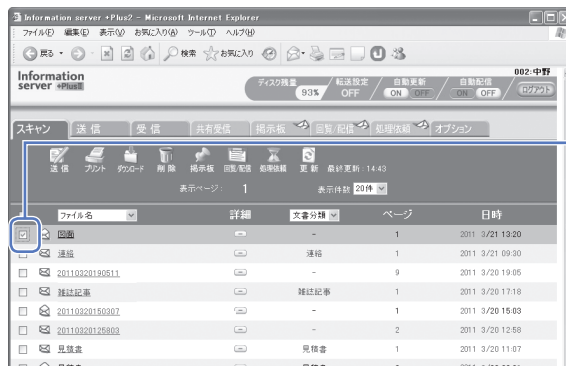 Information server +Plus2 - Microsoft Internet Explorer
ファイル(F) 編集(E) 表示(V) お気に入り(A) ツール(T) ヘルプ(H)
戻る 検索 お気に入り
Information server +PlusⅡ
002:中野
ディスク残量 93% 転送設定 OFF 自動更新 ON OFF 自動配信 ON OFF ログアウト
スキャン 送信 受信 共有受信 掲示板 回覧/配信 処理依頼 オプション
送信 プリント ダウンロード 削除 掲示板 回覧/配信 処理依頼 更新 最終更新:14:43
表示ページ: 1 表示件数 20件
ファイル名 詳細 文書分類 ページ 日時
図面 - 1 2011 3/21 13:20
連絡 連絡 1 2011 3/21 09:30
20110320190511 - 9 2011 3/20 19:05
雑誌記事 雑誌記事 1 2011 3/20 17:18
20110320150307 - 1 2011 3/20 15:03
20110320125803 - 2 2011 3/20 12:58
見積書 見積書 1 2011 3/20 11:07